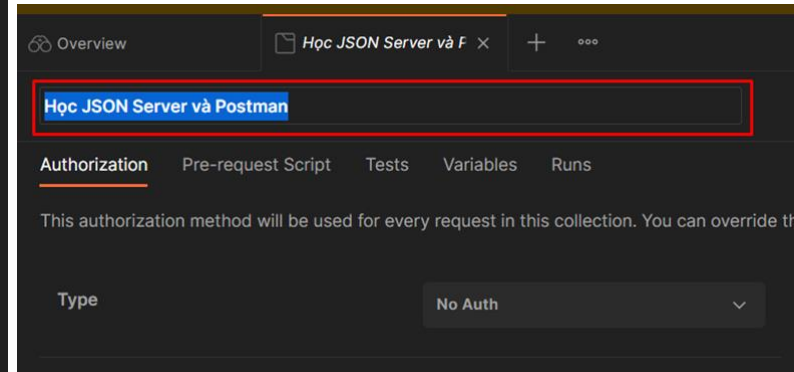 Overview
Học JSON Server và P
Học JSON Server và Postman
Authorization Pre-request Script Tests Variables Runs
This authorization method will be used for every request in this collection. You can override
Type
No Auth